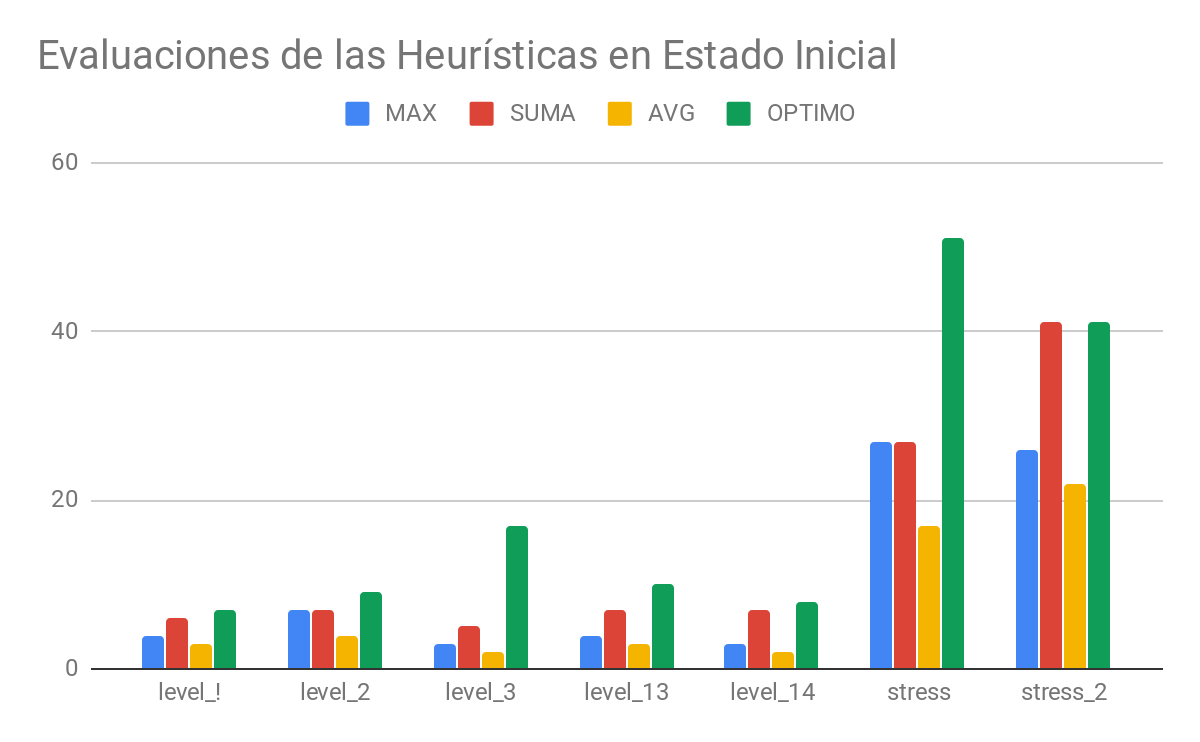 Evaluaciones de las Heurísticas en Estado Inicial
MAX SUMA AVG OPTIMO
60
40
20
0
level_! level_2 level_3 level_13 level_14 stress stress_2